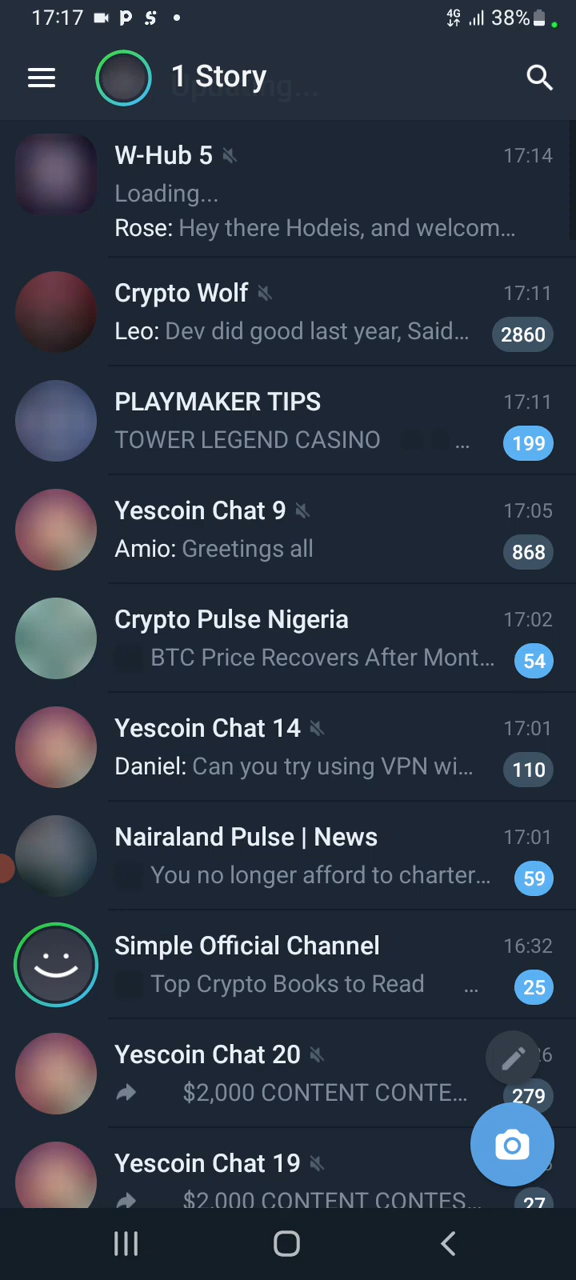 17:17 4G 38%
1 Story
W-Hub 5 17:14
Loading...
Rose: Hey there Hodeis, and welcom...
Crypto Wolf 17:11
Leo: Dev did good last year, Said... 2860
PLAYMAKER TIPS 17:11
TOWER LEGEND CASINO ... 199
Yescoin Chat 9 17:05
Amio: Greetings all 868
Crypto Pulse Nigeria 17:02
BTC Price Recovers After Mont... 54
Yescoin Chat 14 17:01
Daniel: Can you try using VPN wi... 110
Nairaland Pulse | News 17:01
You no longer afford to charter... 59
Simple Official Channel 16:32
Top Crypto Books to Read ... 25
Yescoin Chat 20
$2,000 CONTENT CONTE... 279
Yescoin Chat 19
$2,000 CONTENT CONTES... 27